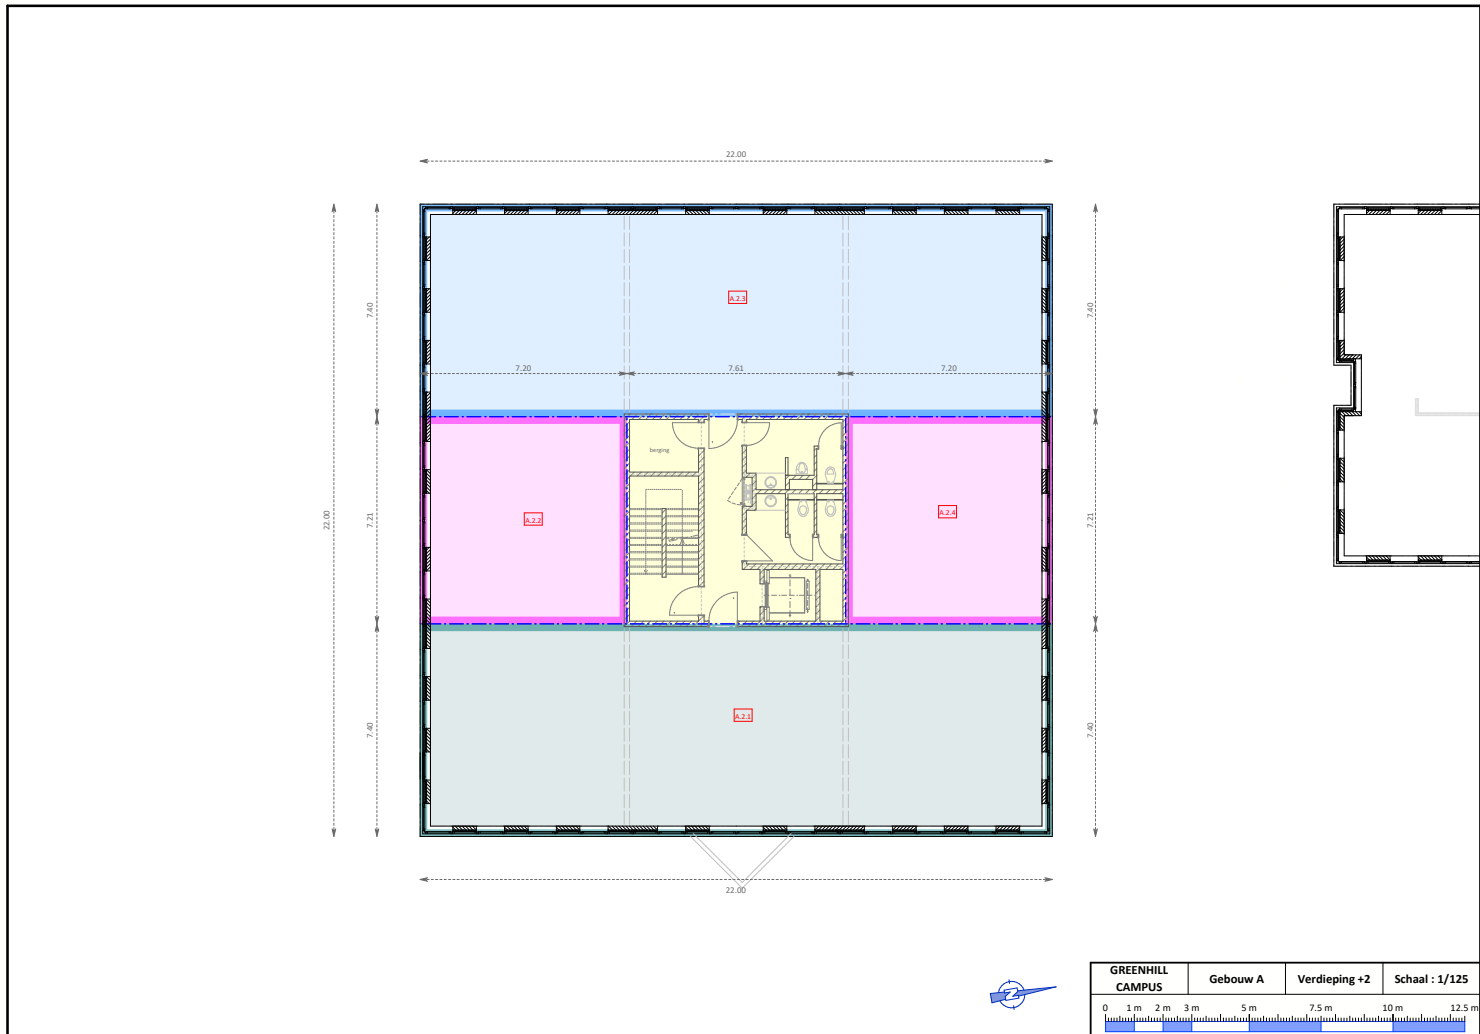 22.00
7.40
7.40
A.2.3
7.20
7.61
7.20
berging
22.00
7.21
A.2.2
A.2.4
7.21
A.2.1
7.40
7.40
22.00
GREENHILL
CAMPUS
Gebouw A
Verdieping +2
Schaal : 1/125
0 1 m 2 m 3 m 5 m 7.5 m 10 m 12.5 m